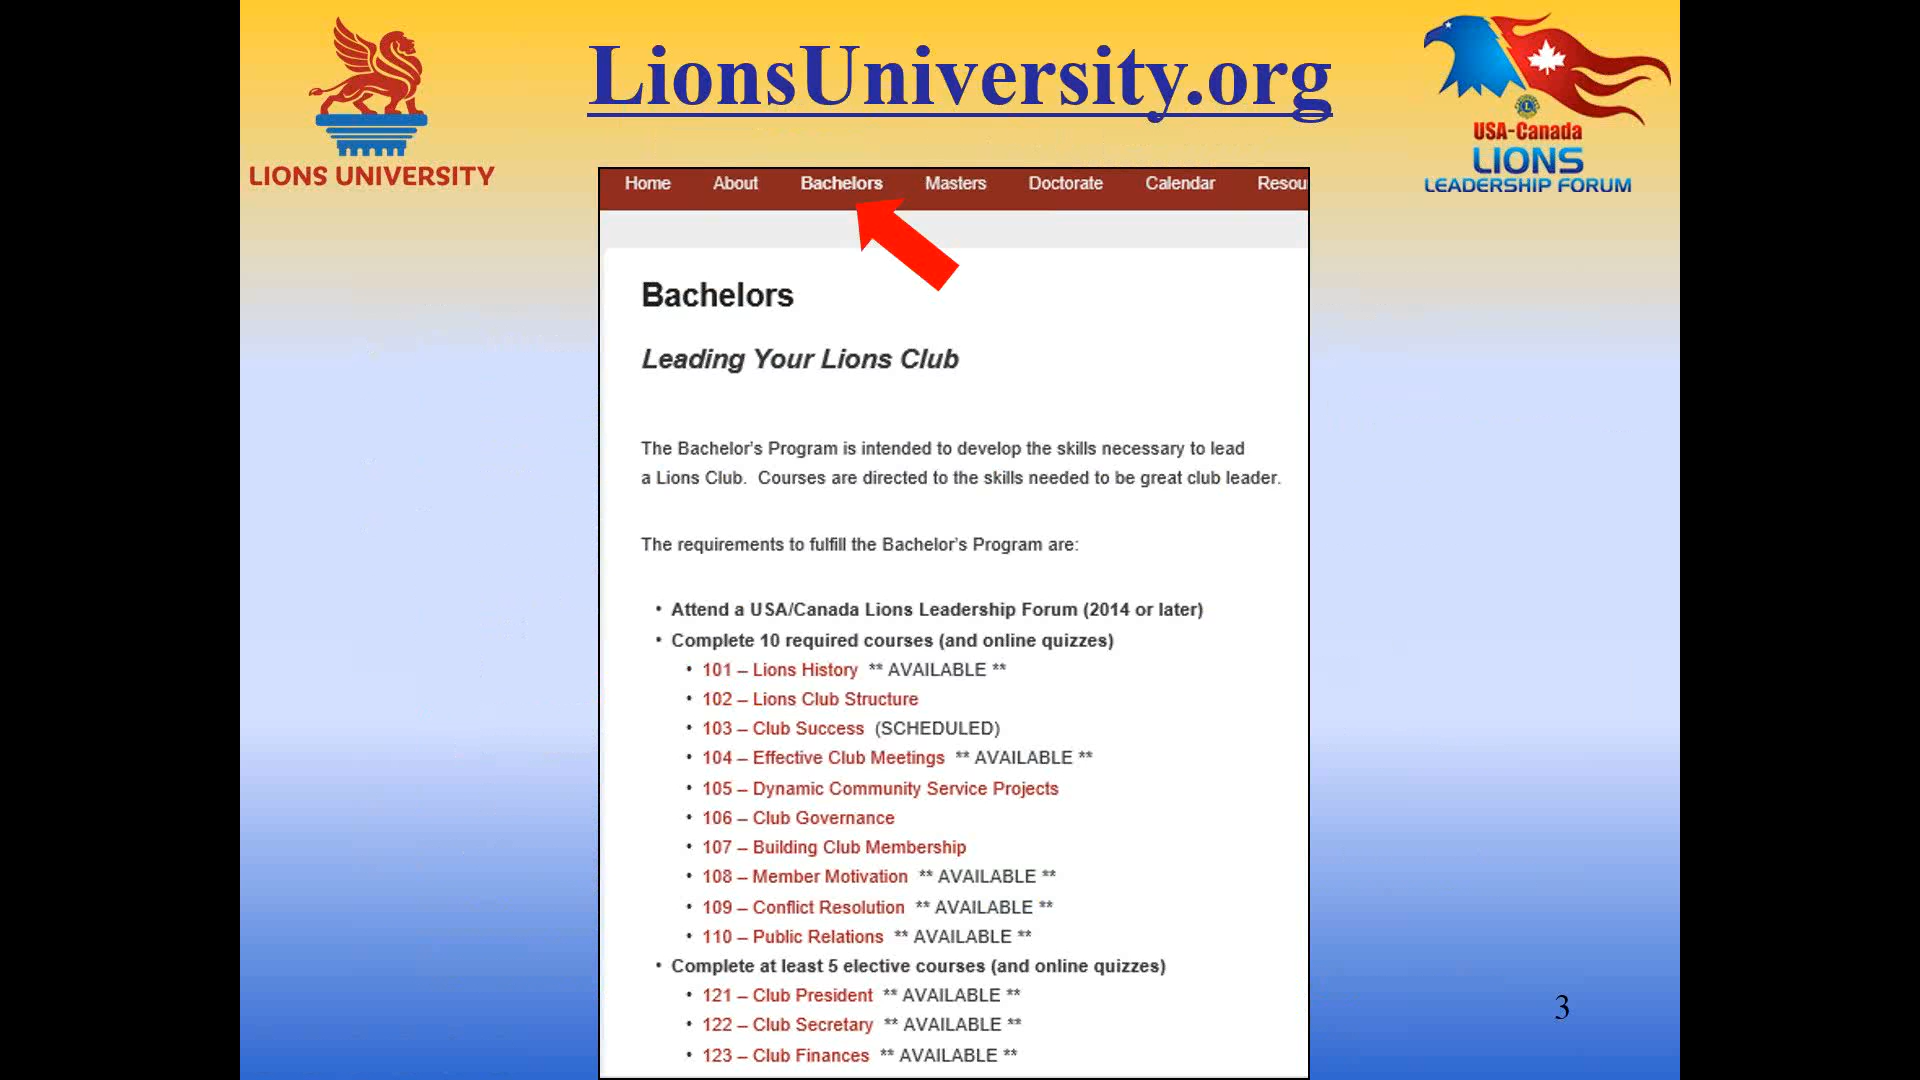 LionsUniversity.org
LIONS UNIVERSITY
USA-Canada
LIONS
LEADERSHIP FORUM
Home About Bachelors Masters Doctorate Calendar Resou
Bachelors
Leading Your Lions Club
The Bachelor's Program is intended to develop the skills necessary to lead
a Lions Club. Courses are directed to the skills needed to be great club leader.
The requirements to fulfill the Bachelor's Program are:
• Attend a USA/Canada Lions Leadership Forum (2014 or later)
• Complete 10 required courses (and online quizzes)
• 101 – Lions History ** AVAILABLE **
• 102 – Lions Club Structure
• 103 – Club Success (SCHEDULED)
• 104 – Effective Club Meetings ** AVAILABLE **
• 105 – Dynamic Community Service Projects
• 106 – Club Governance
• 107 – Building Club Membership
• 108 – Member Motivation ** AVAILABLE **
• 109 – Conflict Resolution ** AVAILABLE **
• 110 – Public Relations ** AVAILABLE **
• Complete at least 5 elective courses (and online quizzes)
• 121 – Club President ** AVAILABLE **
• 122 – Club Secretary ** AVAILABLE **
• 123 – Club Finances ** AVAILABLE **
3